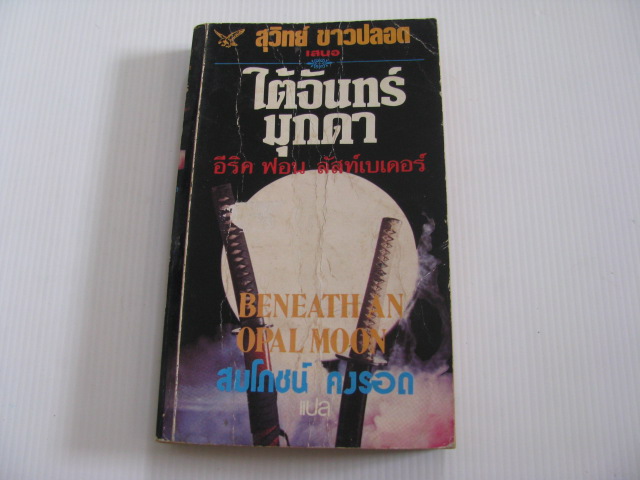 สุวิทย์ ขาวปลอด
เสนอ
ใต้จันทร์
มุกดา
อีริค ฟอน ลัสท์เบเดอร์
BENEATH AN
OPAL MOON
สมโภชน์ คงรอด
แปล